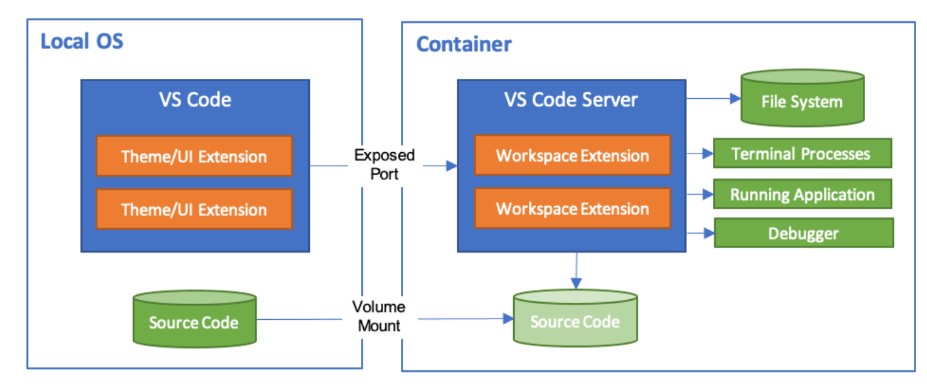 Local OS
Container
VS Code
VS Code Server
File System
Theme/UI Extension
Exposed
Port
Workspace Extension
Terminal Processes
Theme/UI Extension
Workspace Extension
Running Application
Debugger
Source Code
Volume
Mount
Source Code